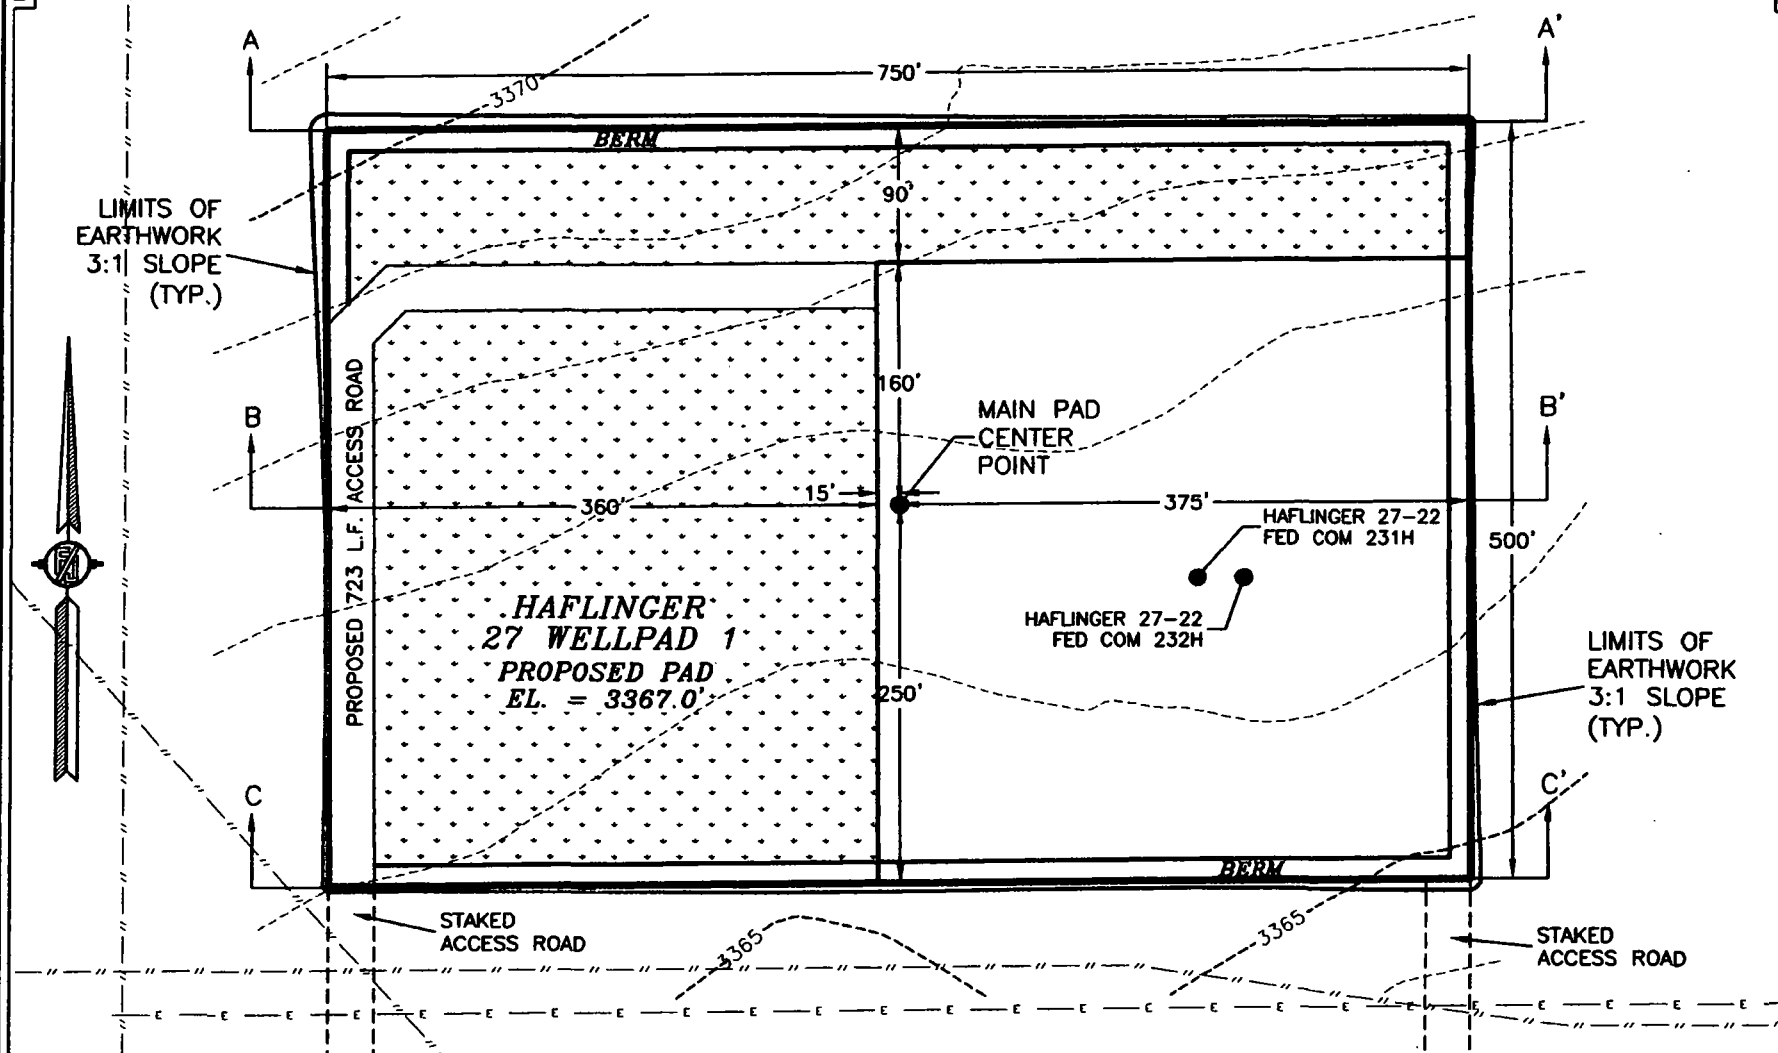 A
A'
750'
3370
BERM
90'
LIMITS OF
EARTHWORK
3:1 SLOPE
(TYP.)
160'
PROPOSED 723 L.F. ACCESS ROAD
MAIN PAD
CENTER
POINT
B
B'
15'
360'
375'
HAFLINGER 27-22
FED COM 231H
500'
HAFLINGER
27 WELLPAD 1
PROPOSED PAD
EL. = 3367.0'
HAFLINGER 27-22
FED COM 232H
LIMITS OF
EARTHWORK
3:1 SLOPE
(TYP.)
250'
C
C'
BERM
STAKED
ACCESS ROAD
3365
3365
STAKED
ACCESS ROAD
E E E E E E E E E E E E E E E E E E E E E E E E E